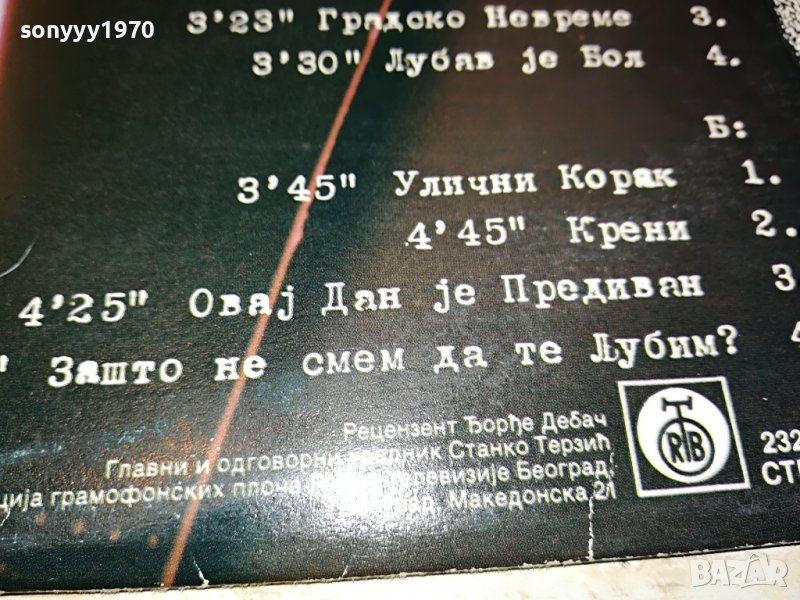 sonyyy1970
3'23" Градско Невреме 3.
3'30" Лубав је Бол 4.
Б:
3'45" Улични Корак 1.
4'45" Крени 2.
4'25" Овај Дан је Предиван 3
Зашто не смем да те Љубим?
Рецензент Ђорђе Дебач
Главни и одговорни Станко Терзић
грамофонских плоча Београд,
Македонска 21
RTB
232
СТ
BAZAR